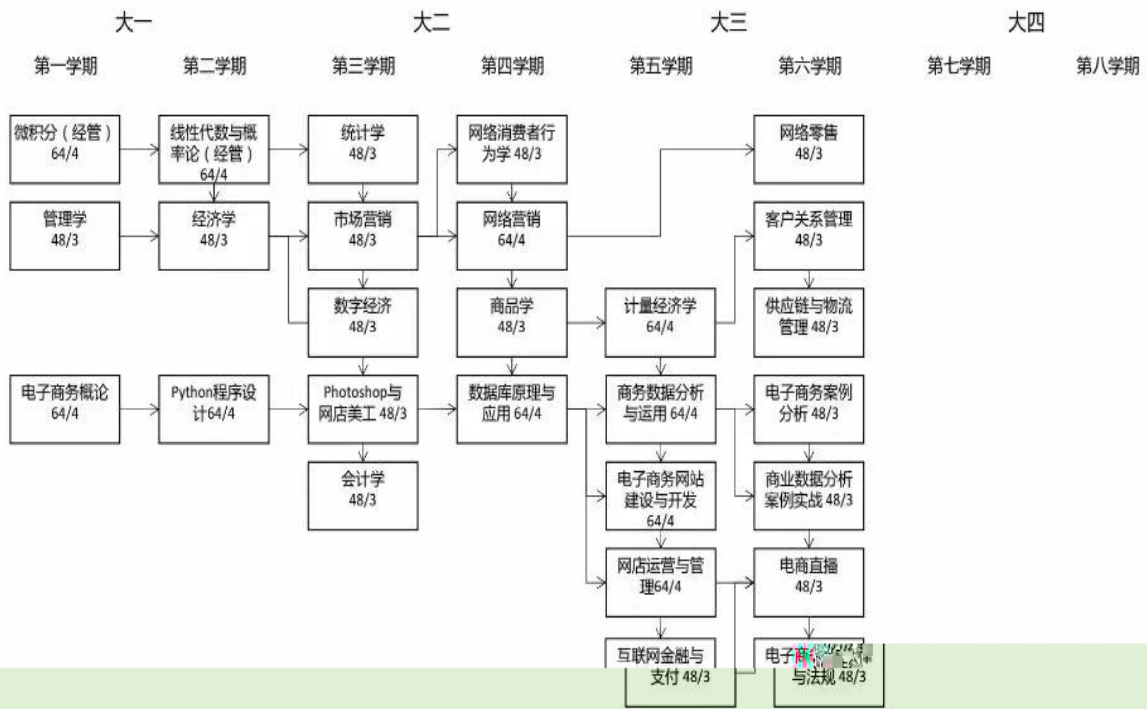 大一 大二 大三 大四
第一学期 第二学期 第三学期 第四学期 第五学期 第六学期 第七学期 第八学期
微积分（经管）
64/4
线性代数与概
率论（经管）
64/4
统计学
48/3
网络消费者行
为学 48/3
网络零售
48/3
管理学
48/3
经济学
48/3
市场营销
48/3
网络营销
64/4
客户关系管理
48/3
数字经济
48/3
商品学
48/3
计量经济学
64/4
供应链与物流
管理 48/3
电子商务概论
64/4
Python程序设
计64/4
Photoshop与
网店美工 48/3
数据库原理与
应用 64/4
商务数据分析
与运用 64/4
电子商务案例
分析 48/3
会计学
48/3
电子商务网站
建设与开发
64/4
商业数据分析
案例实战 48/3
网店运营与管
理64/4
电商直播
48/3
互联网金融与
支付 48/3
电子商
与法规 48/3